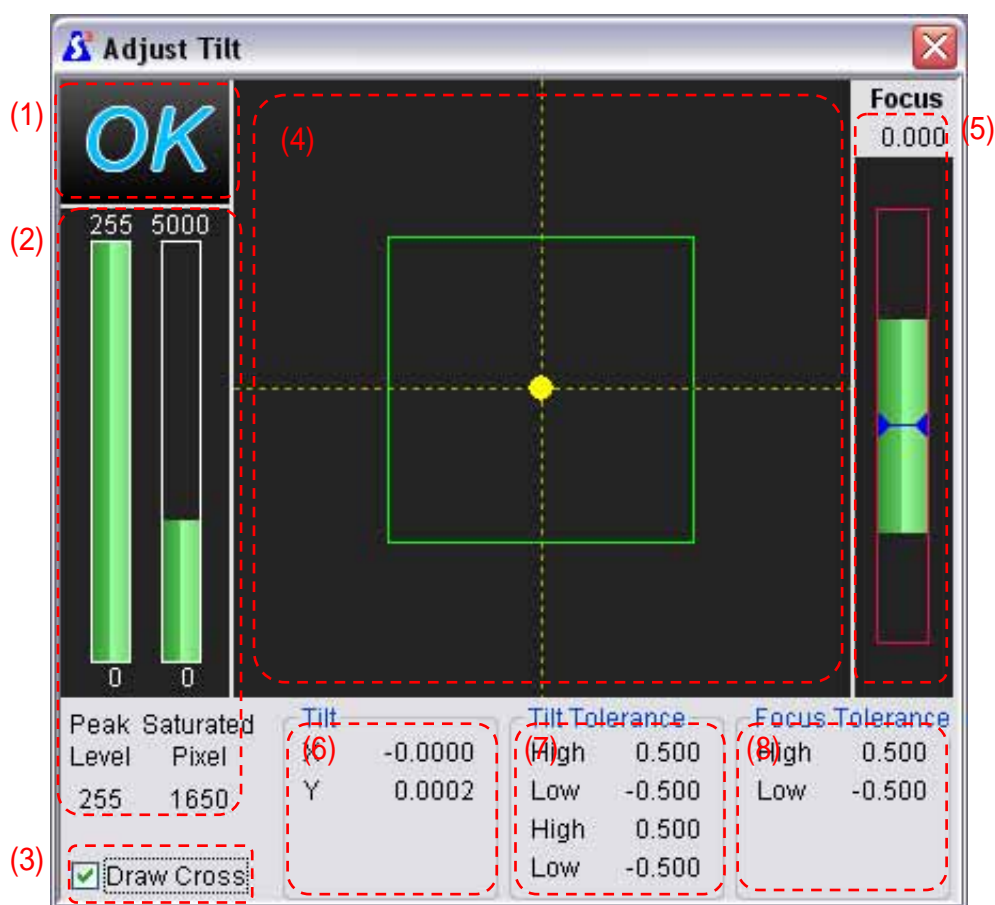 Adjust Tilt
(1)
OK
(4)
Focus
0.000
(5)
(2)
255 5000
0 0
Peak Saturated
Level Pixel
255 1650
Tilt
(6)
X -0.0000
Y 0.0002
Tilt Tolerance
(7)
High 0.500
Low -0.500
High 0.500
Low -0.500
Focus Tolerance
(8)
High 0.500
Low -0.500
(3)
Draw Cross